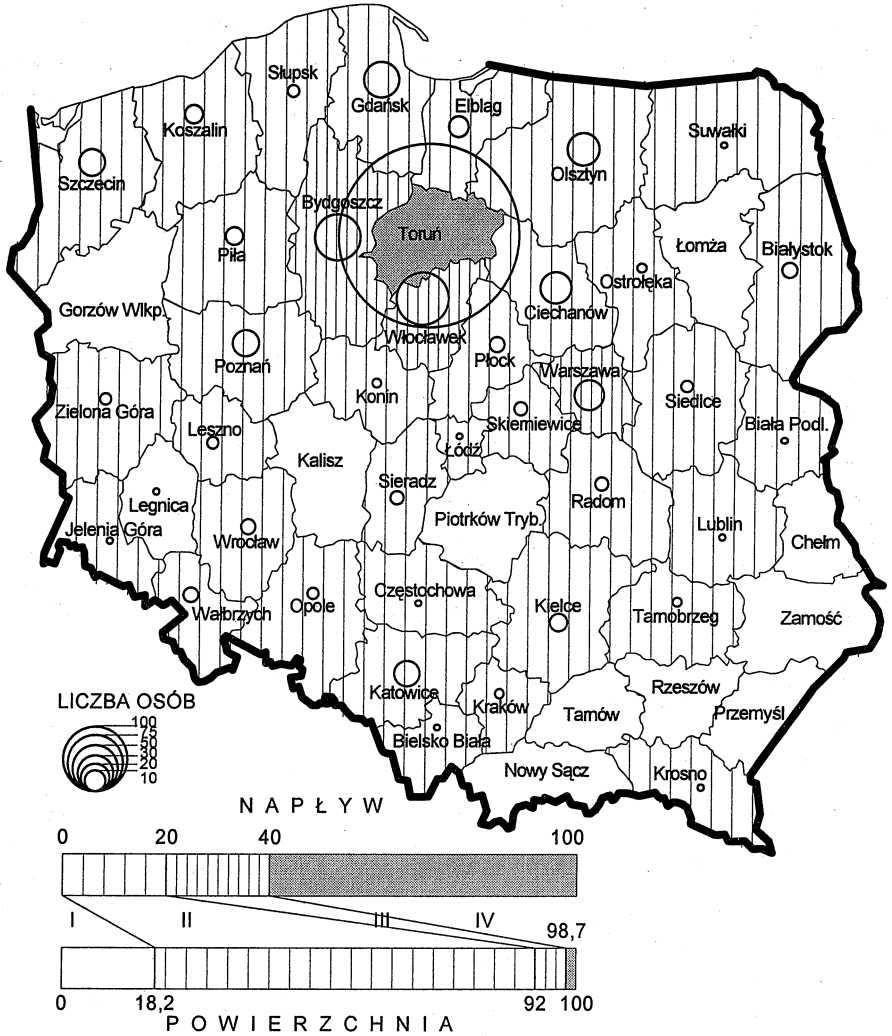 Słupsk
Gdańsk
Elbląg
Koszalin
Suwałki
Szczecin
Olsztyn
Bydgoszcz
Toruń
Łomża
Białystok
Piła
Ostrołęka
Gorzów Wlkp.
Ciechanów
Włocławek
Płock
Poznań
Warszawa
Konin
Siedlce
Zielona Góra
Skierniewice
Biała Podl.
Leszno
Łódź
Kalisz
Sieradz
Radom
Legnica
Piotrków Tryb.
Lublin
Jelenia Góra
Wrocław
Chełm
Częstochowa
Opole
Kielce
Wałbrzych
Tarnobrzeg
Zamość
Katowice
Rzeszów
Kraków
Tarnów
Przemyśl
Bielsko Biała
Nowy Sącz
Krosno
LICZBA OSÓB
100
75
50
30
20
10
NAPŁYW
0 20 40 100
I II III IV
98,7
0 18,2 92 100
POWIERZCHNIA